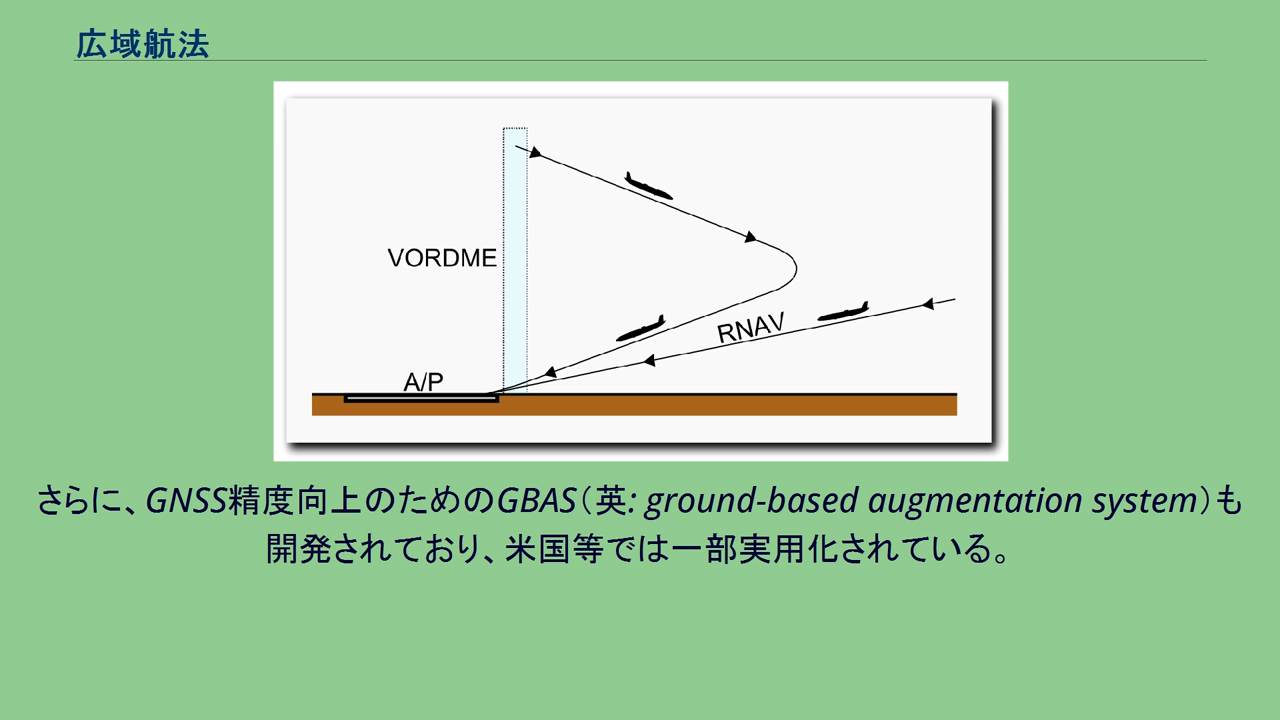 広域航法
VORDME
RNAV
A/P
さらに、GNSS精度向上のためのGBAS（英: ground-based augmentation system）も
開発されており、米国等では一部実用化されている。